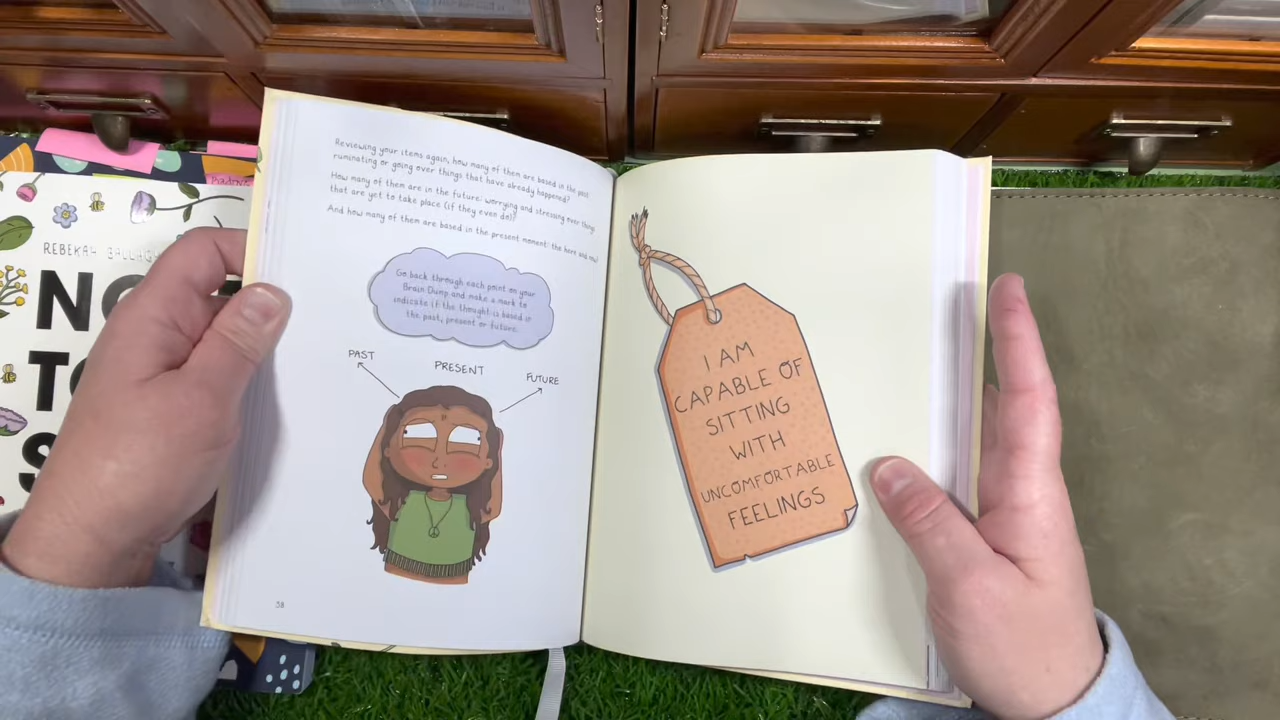 REBEKAH BALLAGH
NO
TO
S
Reviewing your items again, how many of them are based in the past:
ruminating or going over things that have already happened?
How many of them are in the future: worrying and stressing over things
that are yet to take place (if they even do)?
And how many of them are based in the present moment: the here and now?
Go back through each point on your
Brain Dump and make a mark to
indicate if the thought is based in
the past, present or future.
PAST
PRESENT
FUTURE
58
I AM
CAPABLE OF
SITTING
WITH
UNCOMFORTABLE
FEELINGS